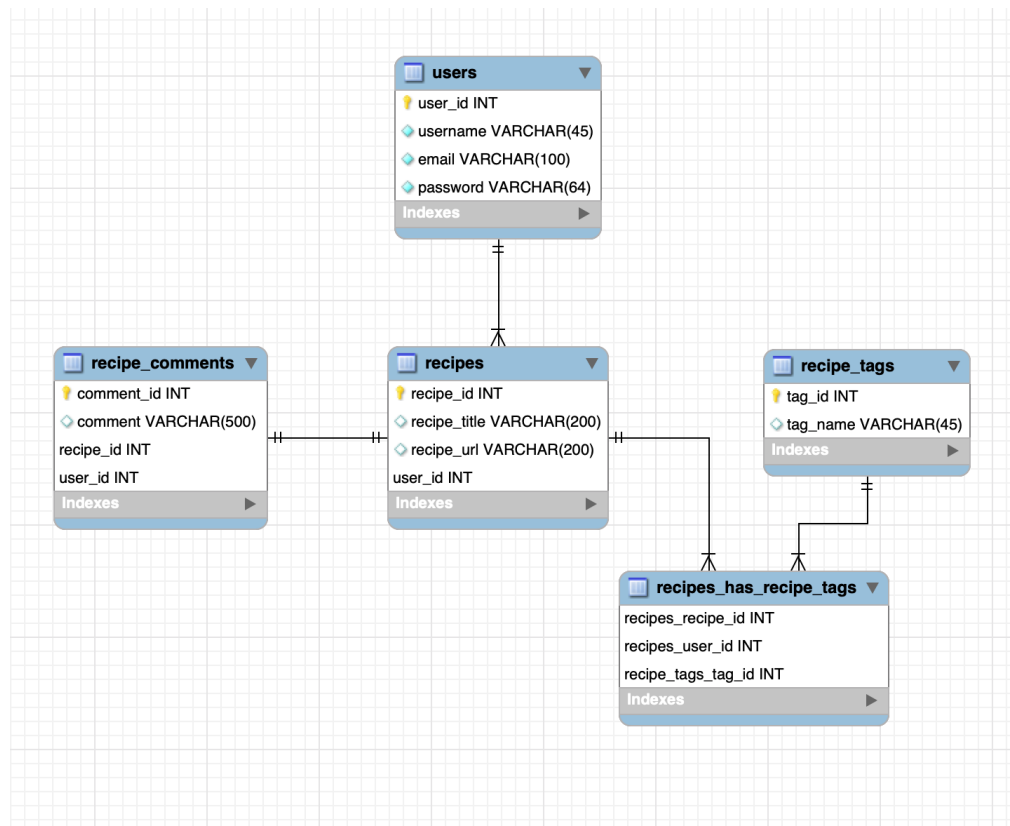 users
user_id INT
username VARCHAR(45)
email VARCHAR(100)
password VARCHAR(64)
Indexes
recipe_comments
comment_id INT
comment VARCHAR(500)
recipe_id INT
user_id INT
Indexes
recipes
recipe_id INT
recipe_title VARCHAR(200)
recipe_url VARCHAR(200)
user_id INT
Indexes
recipe_tags
tag_id INT
tag_name VARCHAR(45)
Indexes
recipes_has_recipe_tags
recipes_recipe_id INT
recipes_user_id INT
recipe_tags_tag_id INT
Indexes